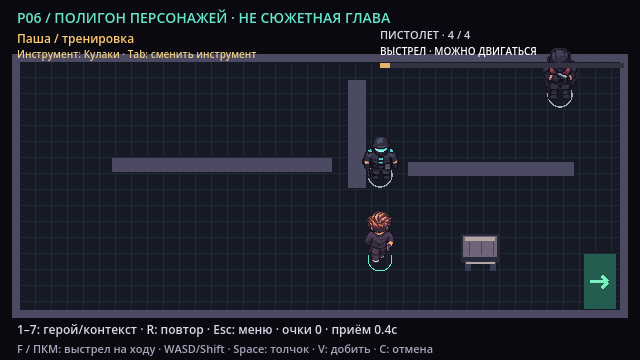 P06 / ПОЛИГОН ПЕРСОНАЖЕЙ · НЕ СЮЖЕТНАЯ ГЛАВА
Паша / тренировка
ПИСТОЛЕТ · 4 / 4
Инструмент: Кулаки · Tab: сменить инструмент
ВЫСТРЕЛ · МОЖНО ДВИГАТЬСЯ
1–7: герой/контекст · R: повтор · Esc: меню · очки 0 · приём 0.4с
F / ПКМ: выстрел на ходу · WASD/Shift · Space: толчок · V: добить · C: отмена